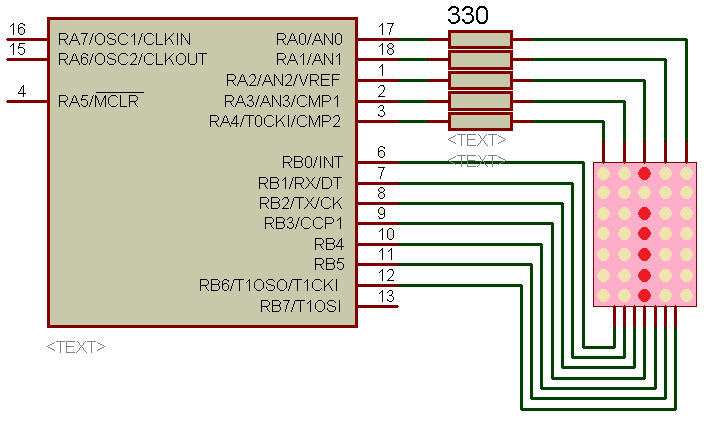 330
16 RA7/OSC1/CLKIN RA0/AN0 17
15 RA6/OSC2/CLKOUT RA1/AN1 18
RA2/AN2/VREF 1
4 RA5/MCLR RA3/AN3/CMP1 2
RA4/T0CKI/CMP2 3
<TEXT>
<TEXT>
RB0/INT 6
RB1/RX/DT 7
RB2/TX/CK 8
RB3/CCP1 9
RB4 10
RB5 11
RB6/T1OSO/T1CKI 12
RB7/T1OSI 13
<TEXT>